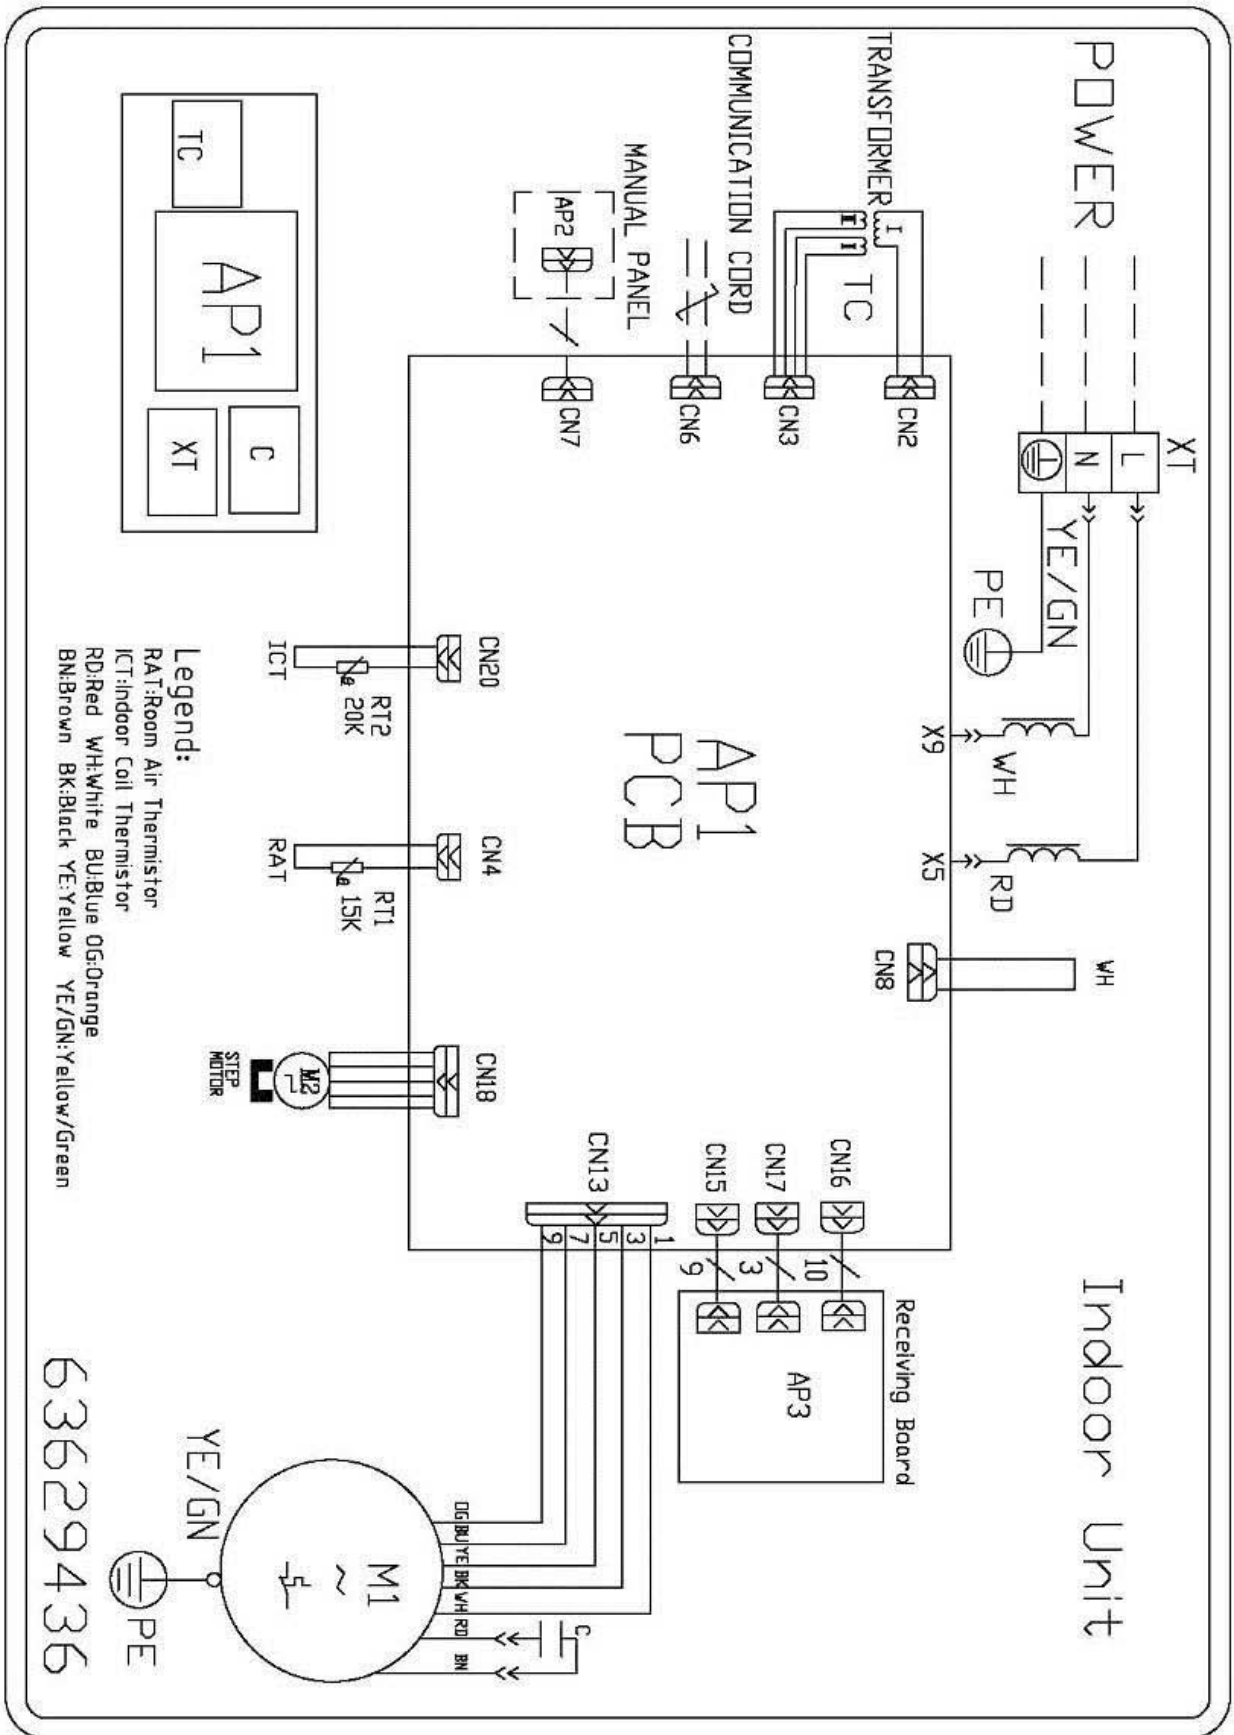 Indoor Unit
POWER
XT
L
N
YE/GN
PE
WH
RD
WH
X9
X5
CN8
TRANSFORMER
I
II
I
TC
COMMUNICATION CORD
MANUAL PANEL
AP2
CN2
CN3
CN6
CN7
AP1
PCB
CN16
CN17
CN15
10
3
9
Receiving Board
AP3
CN13
1
3
5
7
9
CN20
CN4
CN18
RT2
20K
RT1
15K
ICT
RAT
M2
STEP
MOTOR
OG
BU
YE
BK
WH
RD
BN
C
M1
~
YE/GN
PE
TC
AP1
C
XT
Legend:
RAT:Room Air Thermistor
ICT:Indoor Coil Thermistor
RD:Red WH:White BU:Blue OG:Orange
BN:Brown BK:Black YE:Yellow YE/GN:Yellow/Green
63629436